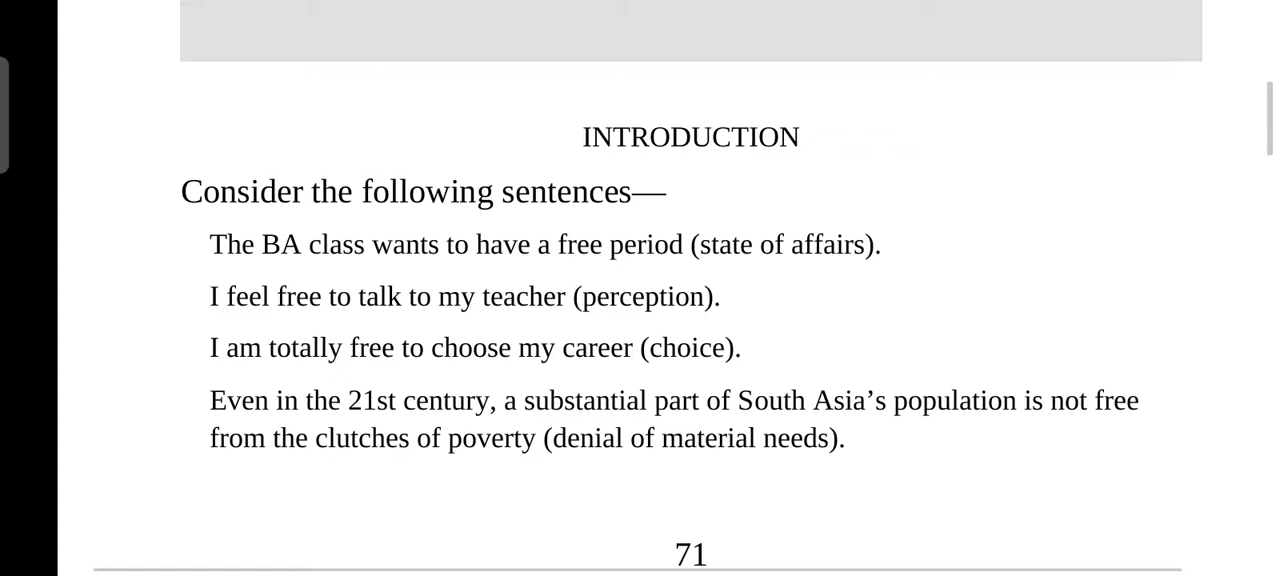 INTRODUCTION
Consider the following sentences—
The BA class wants to have a free period (state of affairs).
I feel free to talk to my teacher (perception).
I am totally free to choose my career (choice).
Even in the 21st century, a substantial part of South Asia’s population is not free
from the clutches of poverty (denial of material needs).
71